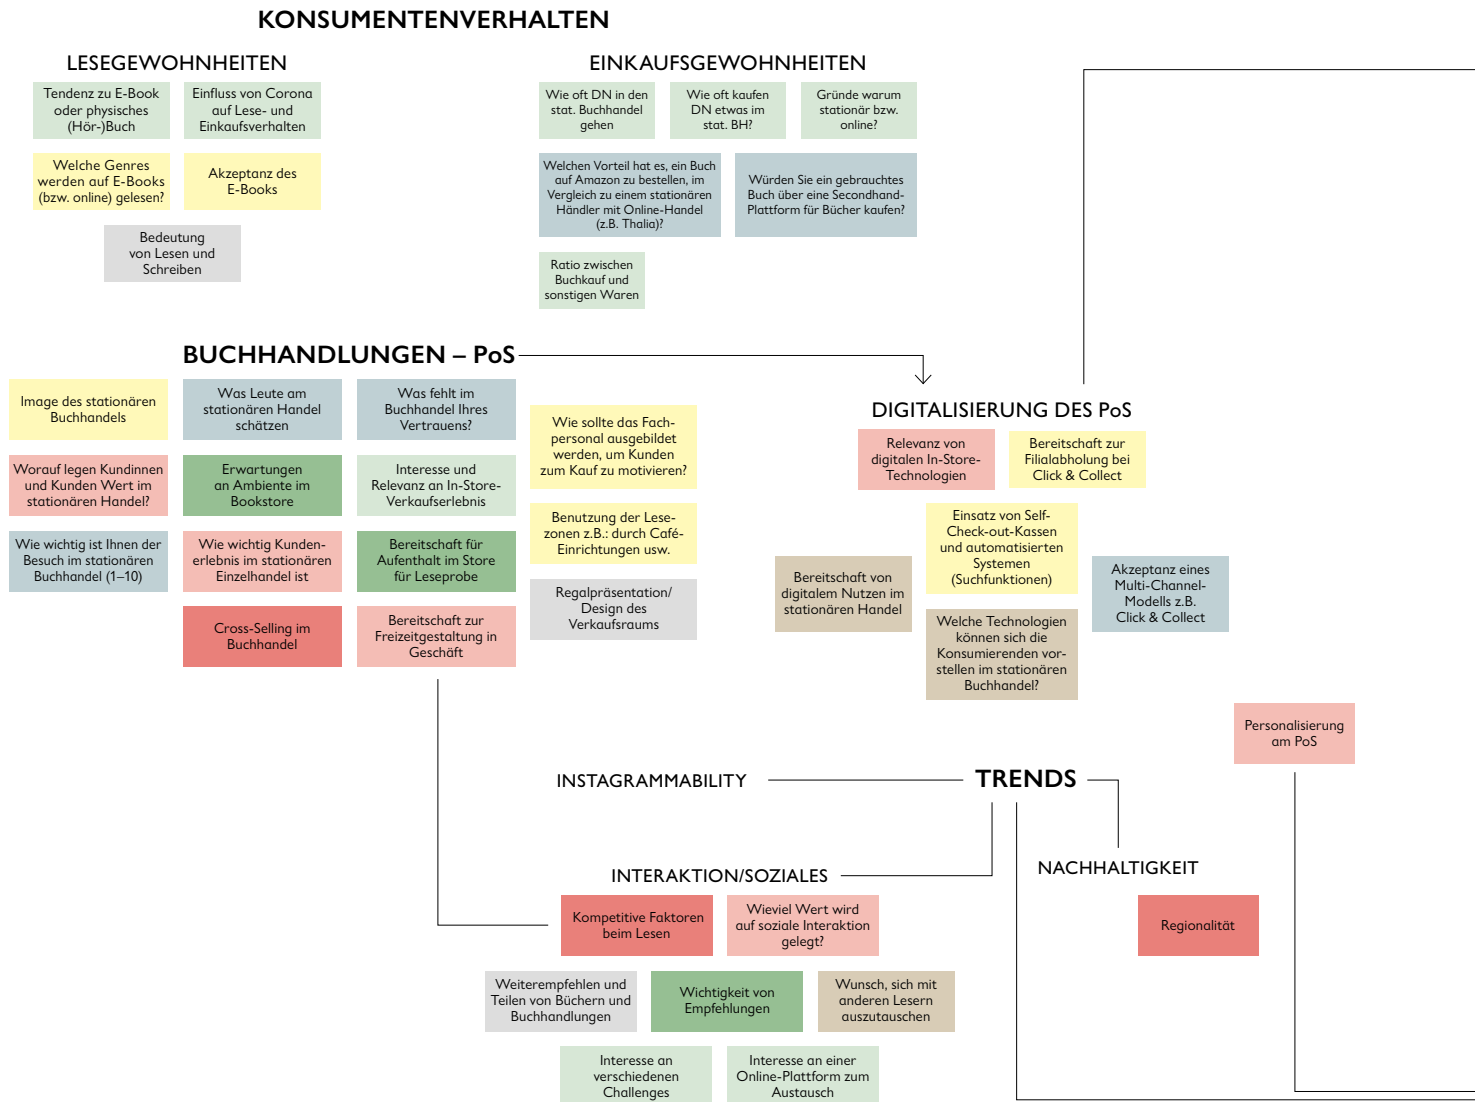 KONSUMENTENVERHALTEN
LESEGEWOHNHEITEN
Tendenz zu E-Book
oder physisches
(Hör-)Buch
Einfluss von Corona
auf Lese- und
Einkaufsverhalten
Welche Genres
werden auf E-Books
(bzw. online) gelesen?
Akzeptanz des
E-Books
Bedeutung
von Lesen und
Schreiben
EINKAUFSGEWOHNHEITEN
Wie oft DN in den
stat. Buchhandel
gehen
Wie oft kaufen
DN etwas im
stat. BH?
Gründe warum
stationär bzw.
online?
Welchen Vorteil hat es, ein Buch
auf Amazon zu bestellen, im
Vergleich zu einem stationären
Händler mit Online-Handel
(z.B. Thalia)?
Würden Sie ein gebrauchtes
Buch über eine Secondhand-
Plattform für Bücher kaufen?
Ratio zwischen
Buchkauf und
sonstigen Waren
BUCHHANDLUNGEN – PoS
Image des stationären
Buchhandels
Was Leute am
stationären Handel
schätzen
Was fehlt im
Buchhandel Ihres
Vertrauens?
Worauf legen Kundinnen
und Kunden Wert im
stationären Handel?
Erwartungen
an Ambiente im
Bookstore
Interesse und
Relevanz an In-Store-
Verkaufserlebnis
Wie wichtig ist Ihnen der
Besuch im stationären
Buchhandel (1–10)
Wie wichtig Kunden-
erlebnis im stationären
Einzelhandel ist
Bereitschaft für
Aufenthalt im Store
für Leseprobe
Cross-Selling im
Buchhandel
Bereitschaft zur
Freizeitgestaltung in
Geschäft
Wie sollte das Fach-
personal ausgebildet
werden, um Kunden
zum Kauf zu motivieren?
Benutzung der Lese-
zonen z.B.: durch Café-
Einrichtungen usw.
Regalpräsentation/
Design des
Verkaufsraums
DIGITALISIERUNG DES PoS
Relevanz von
digitalen In-Store-
Technologien
Bereitschaft zur
Filialabholung bei
Click & Collect
Einsatz von Self-
Check-out-Kassen
und automatisierten
Systemen
(Suchfunktionen)
Bereitschaft von
digitalem Nutzen im
stationären Handel
Akzeptanz eines
Multi-Channel-
Modells z.B.
Click & Collect
Welche Technologien
können sich die
Konsumierenden vor-
stellen im stationären
Buchhandel?
Personalisierung
am PoS
INSTAGRAMMABILITY
TRENDS
INTERAKTION/SOZIALES
NACHHALTIGKEIT
Kompetitive Faktoren
beim Lesen
Wieviel Wert wird
auf soziale Interaktion
gelegt?
Regionalität
Weiterempfehlen und
Teilen von Büchern und
Buchhandlungen
Wichtigkeit von
Empfehlungen
Wunsch, sich mit
anderen Lesern
auszutauschen
Interesse an
verschiedenen
Challenges
Interesse an einer
Online-Plattform zum
Austausch